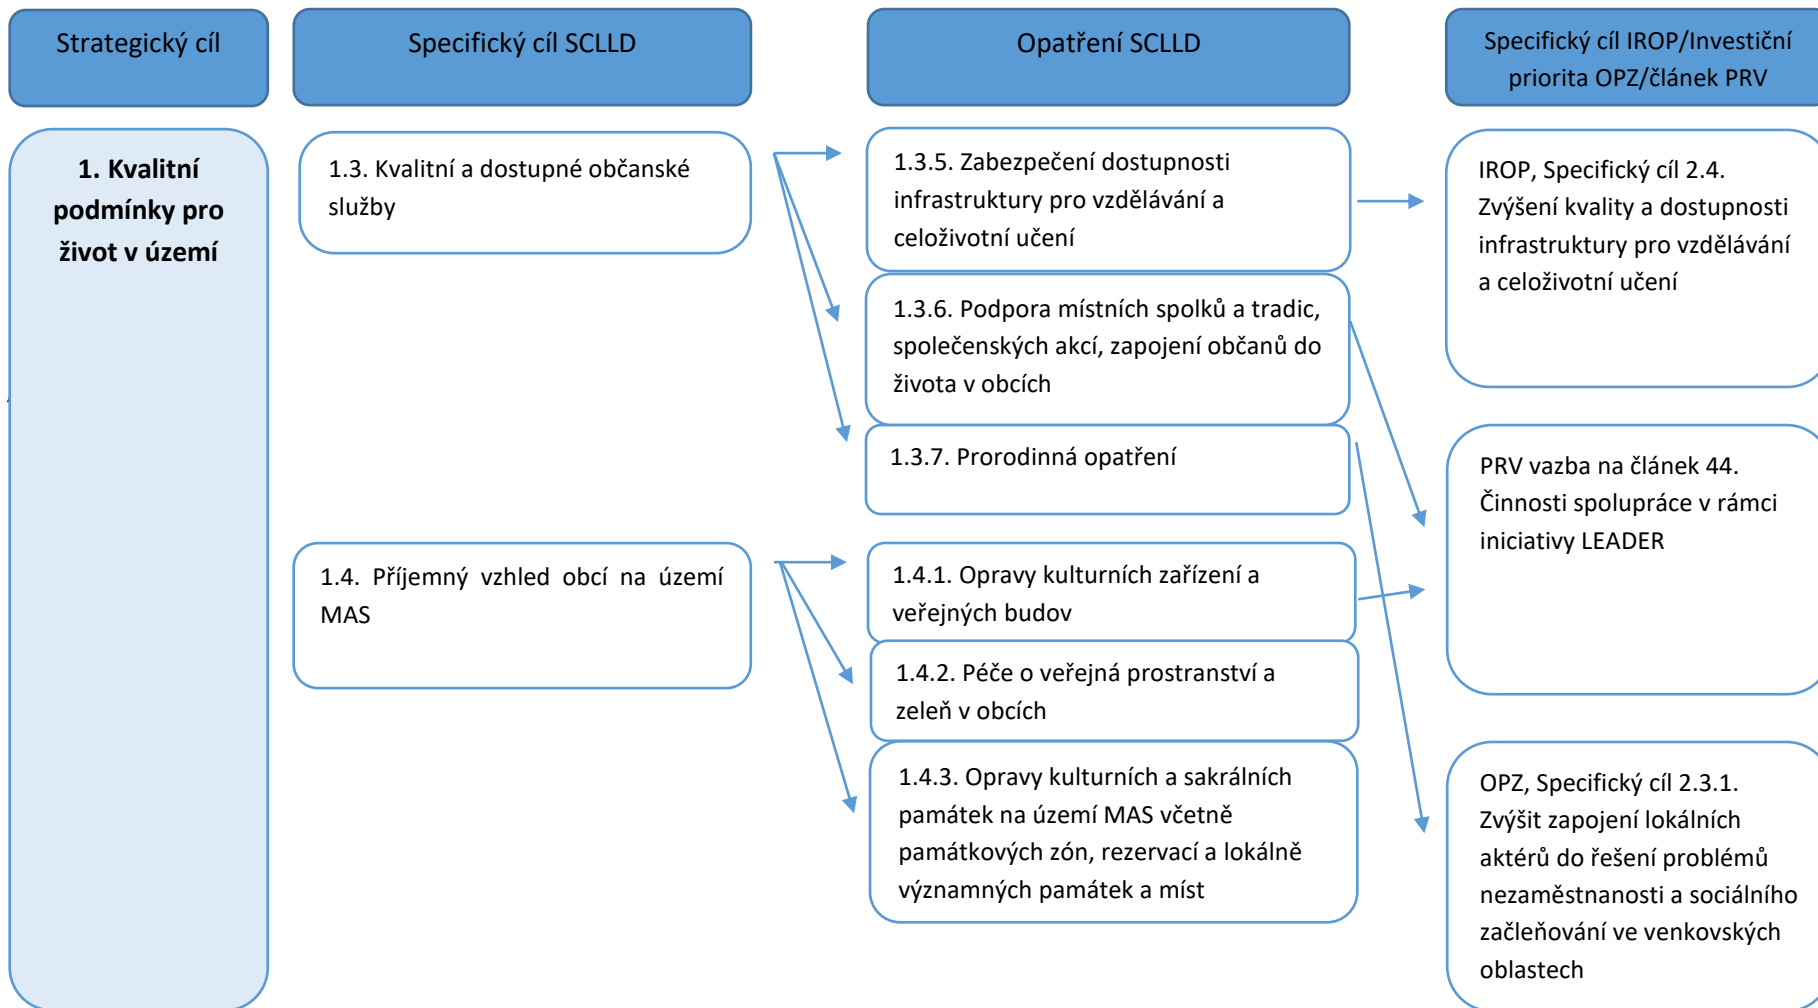 Strategický cíl
Specifický cíl SCLLD
Opatření SCLLD
Specifický cíl IROP/Investiční
priorita OPZ/článek PRV
1. Kvalitní
podmínky pro
život v území
1.3. Kvalitní a dostupné občanské
služby
1.3.5. Zabezpečení dostupnosti
infrastruktury pro vzdělávání a
celoživotní učení
IROP, Specifický cíl 2.4.
Zvýšení kvality a dostupnosti
infrastruktury pro vzdělávání
a celoživotní učení
1.3.6. Podpora místních spolků a tradic,
společenských akcí, zapojení občanů do
života v obcích
1.3.7. Prorodinná opatření
PRV vazba na článek 44.
Činnosti spolupráce v rámci
iniciativy LEADER
1.4. Příjemný vzhled obcí na území
MAS
1.4.1. Opravy kulturních zařízení a
veřejných budov
1.4.2. Péče o veřejná prostranství a
zeleň v obcích
1.4.3. Opravy kulturních a sakrálních
památek na území MAS včetně
památkových zón, rezervací a lokálně
významných památek a míst
OPZ, Specifický cíl 2.3.1.
Zvýšit zapojení lokálních
aktérů do řešení problémů
nezaměstnanosti a sociálního
začleňování ve venkovských
oblastech